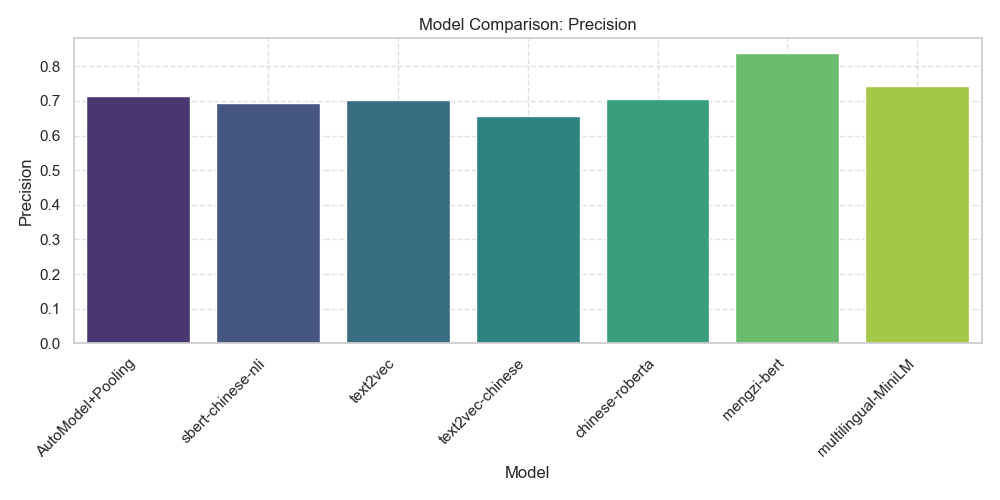 Model Comparison: Precision
Precision
0.8
0.7
0.6
0.5
0.4
0.3
0.2
0.1
0.0
AutoModel+Pooling
sbert-chinese-nli
text2vec
text2vec-chinese
chinese-roberta
mengzi-bert
multilingual-MiniLM
Model